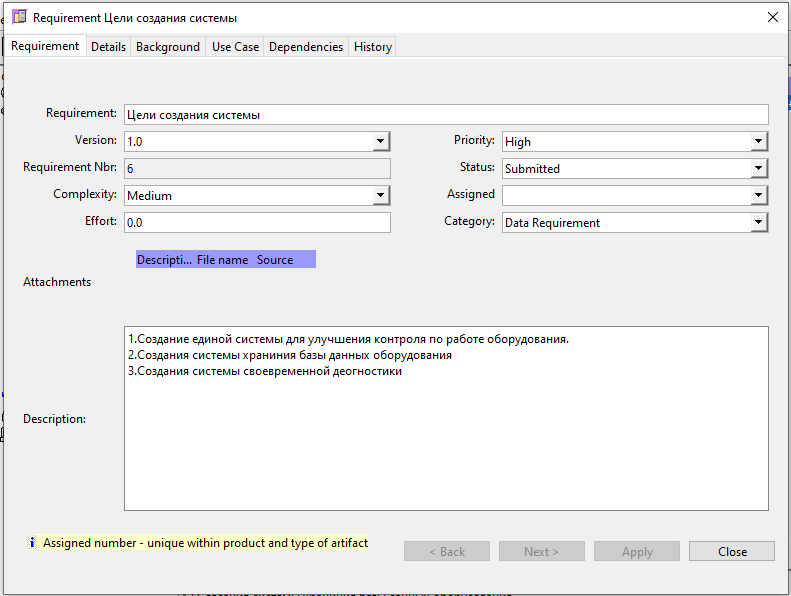 Requirement Цели создания системы
Requirement Details Background Use Case Dependencies History
Requirement: Цели создания системы
Version: 1.0 Priority: High
Requirement Nbr: 6 Status: Submitted
Complexity: Medium Assigned
Effort: 0.0 Category: Data Requirement
Descripti... File name Source
Attachments
1.Создание единой системы для улучшения контроля по работе оборудования.
2.Создания системы храниния базы данных оборудования
3.Создания системы своевременной деогностики
Description:
Assigned number - unique within product and type of artifact
< Back Next > Apply Close